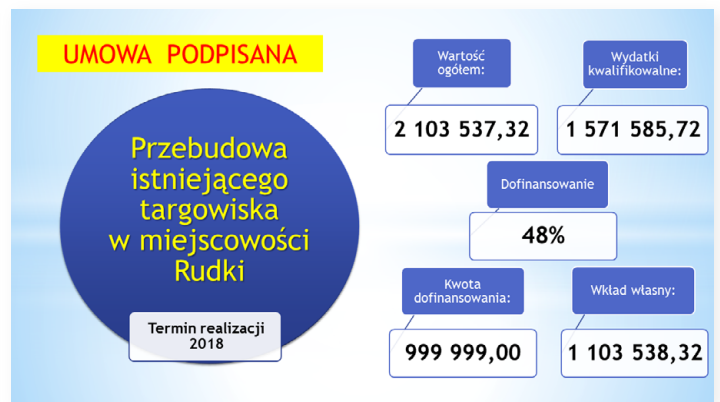 UMOWA PODPISANA
Przebudowa
istniejącego
targowiska
w miejscowości
Rudki
Termin realizacji
2018
Wartość
ogółem:
2 103 537,32
Wydatki
kwalifikowalne:
1 571 585,72
Dofinansowanie
48%
Kwota
dofinansowania:
999 999,00
Wkład własny:
1 103 538,32